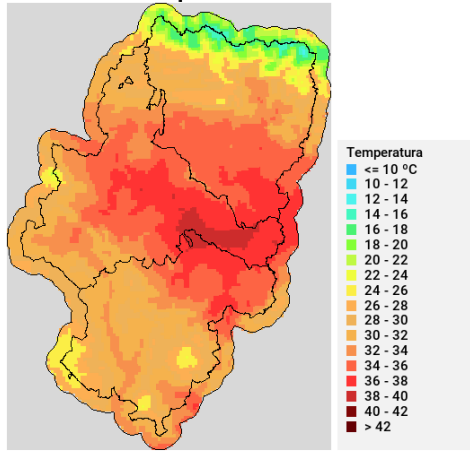 Temperatura
<= 10 ºC
10 - 12
12 - 14
14 - 16
16 - 18
18 - 20
20 - 22
22 - 24
24 - 26
26 - 28
28 - 30
30 - 32
32 - 34
34 - 36
36 - 38
38 - 40
40 - 42
> 42